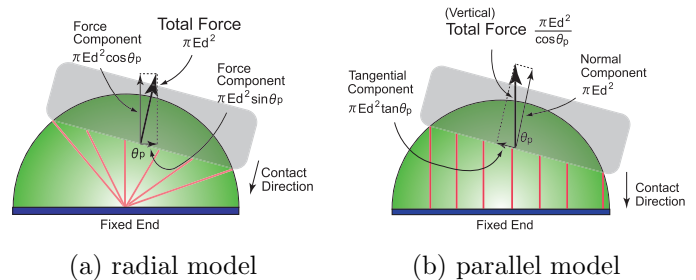 Force
Component
πEd²cosθp
Total Force
πEd²
Force
Component
πEd²sinθp
θp
Contact
Direction
Fixed End
(a) radial model
(Vertical)
Total Force πEd²/cosθp
Tangential
Component
πEd²tanθp
Normal
Component
πEd²
θp
Contact
Direction
Fixed End
(b) parallel model